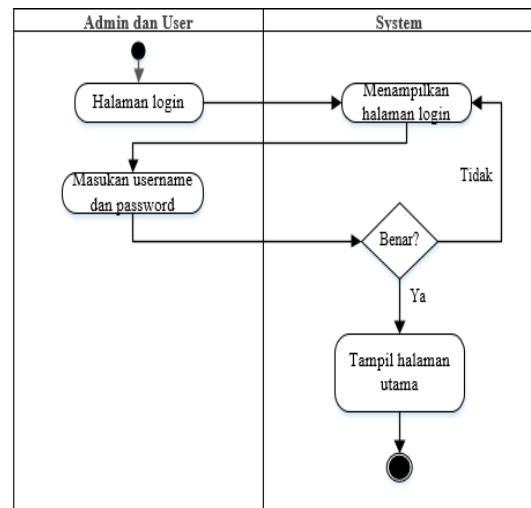 Admin dan User
System
Halaman login
Menampilkan
halaman login
Masukan username
dan password
Tidak
Benar?
Ya
Tampil halaman
utama